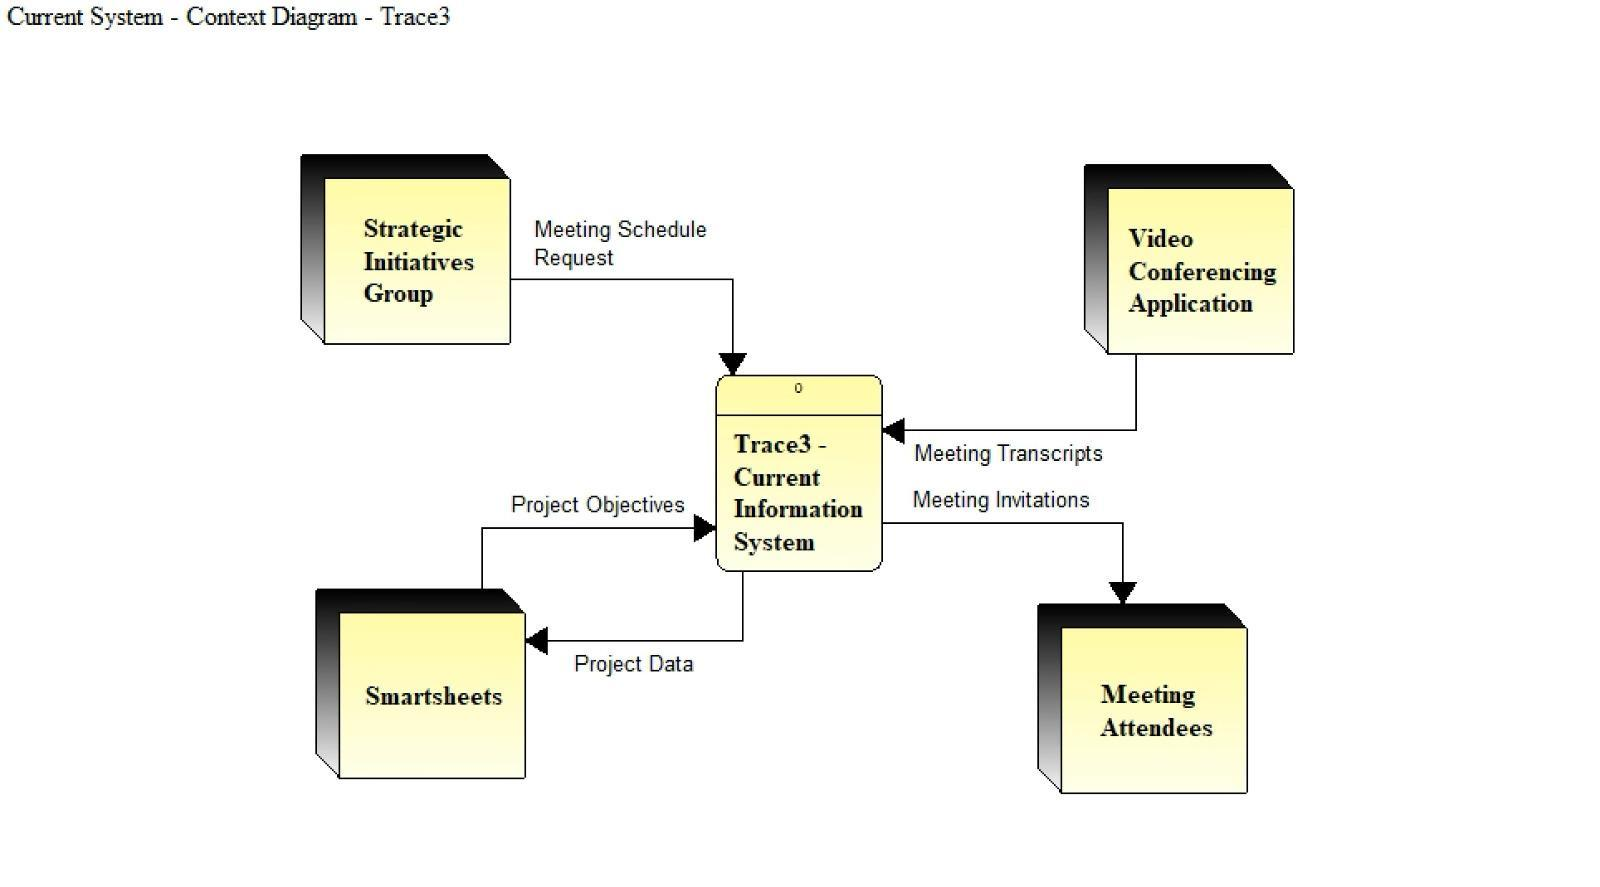 Current System - Context Diagram - Trace3
Strategic
Initiatives
Group
Meeting Schedule
Request
Video
Conferencing
Application
0
Trace3 -
Current
Information
System
Meeting Transcripts
Meeting Invitations
Project Objectives
Project Data
Smartsheets
Meeting
Attendees